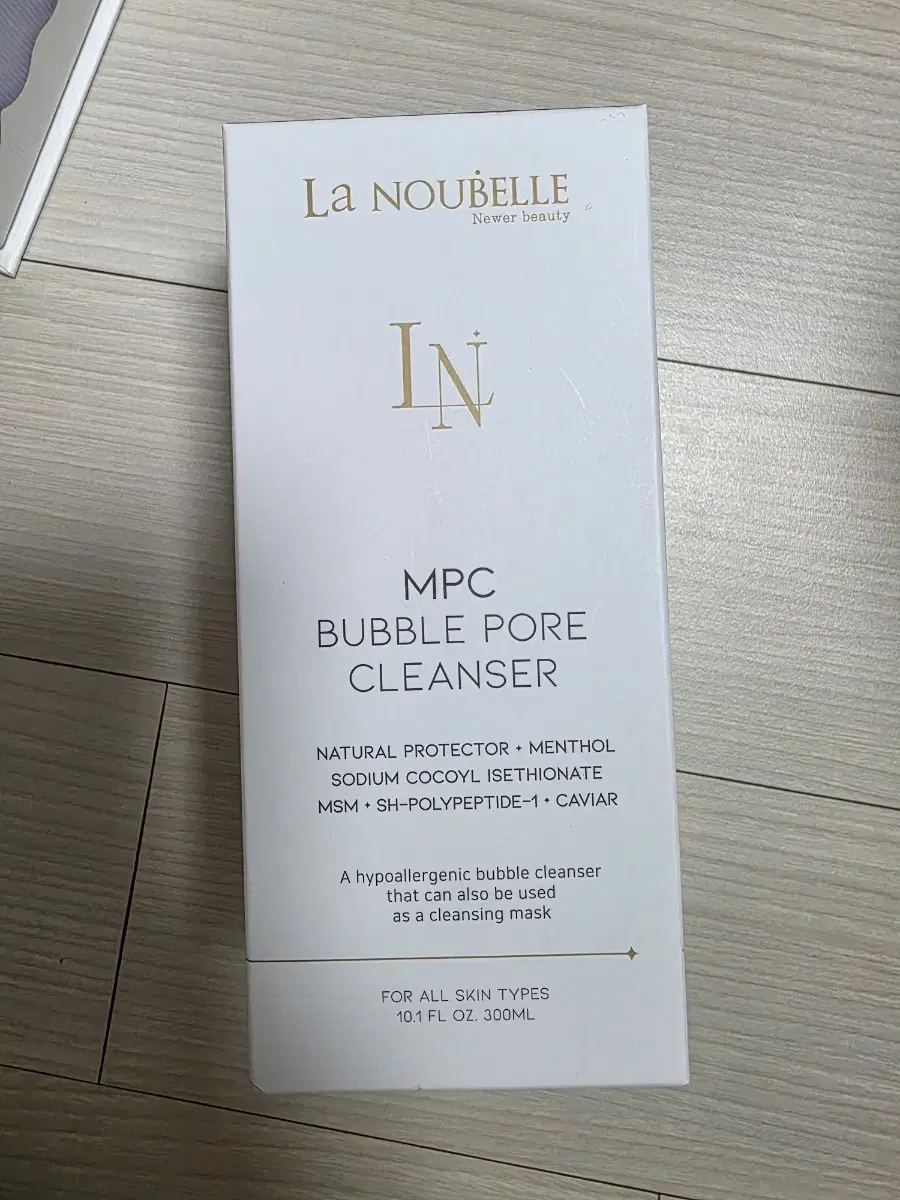 La NOUBELLE
Newer beauty
LN
MPC
BUBBLE PORE
CLEANSER
NATURAL PROTECTOR + MENTHOL
SODIUM COCOYL ISETHIONATE
MSM + SH-POLYPEPTIDE-1 + CAVIAR
A hypoallergenic bubble cleanser
that can also be used
as a cleansing mask
FOR ALL SKIN TYPES
10.1 FL OZ. 300ML